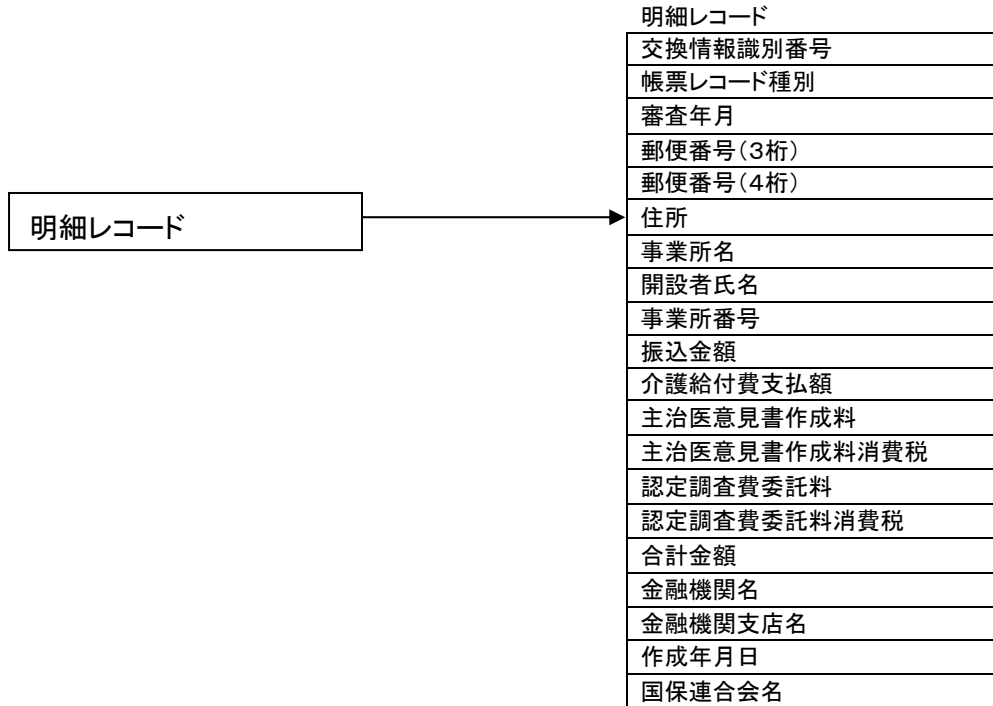 明細レコード
明細レコード
交換情報識別番号
帳票レコード種別
審査年月
郵便番号(3桁)
郵便番号(4桁)
住所
事業所名
開設者氏名
事業所番号
振込金額
介護給付費支払額
主治医意見書作成料
主治医意見書作成料消費税
認定調査費委託料
認定調査費委託料消費税
合計金額
金融機関名
金融機関支店名
作成年月日
国保連合会名